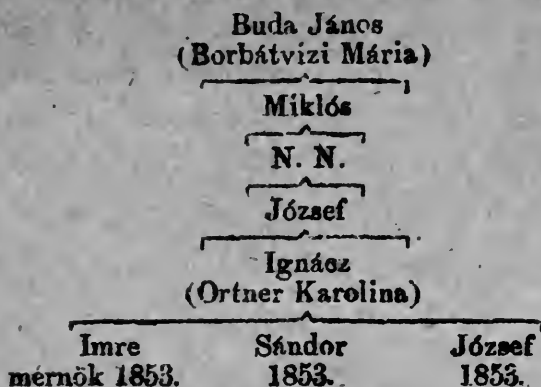 Buda János
(Borbátvizi Mária)
Miklós
N. N.
József
Ignácz
(Ortner Karolina)
Imre Sándor József
mérnök 1853. 1853. 1853.